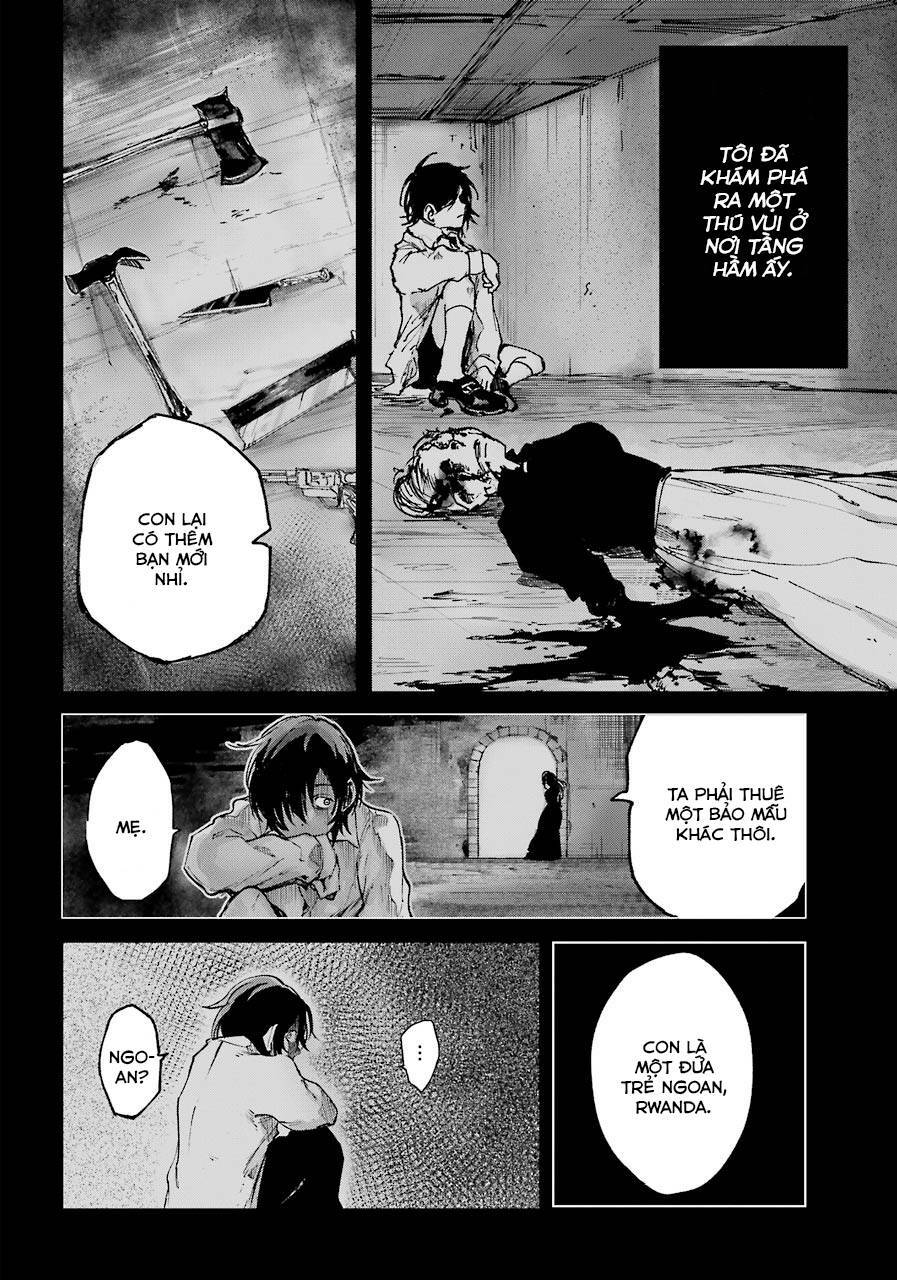 TÔI ĐÃ
KHÁM PHÁ
RA MỘT
THÚ VUI Ở
NƠI TẦNG
HẦM ẤY.
CON LẠI
CÓ THÊM
BẠN MỚI
NHỈ.
TA PHẢI THUÊ
MỘT BẢO MẪU
KHÁC THÔI.
MẸ.
CON LÀ
MỘT ĐỨA
TRẺ NGOAN,
RWANDA.
...
NGO-
AN?